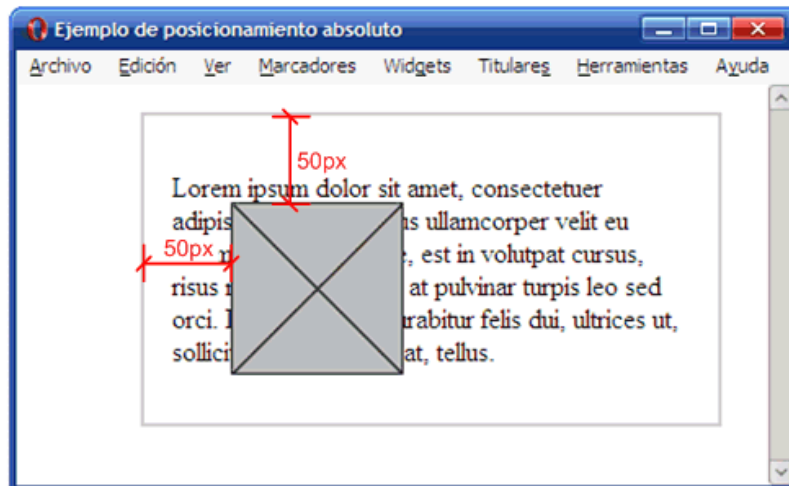 Ejemplo de posicionamiento absoluto
Archivo Edición Ver Marcadores Widgets Titulares Herramientas Ayuda
50px
Lorem ipsum dolor sit amet, consectetuer
adipis us ullamcorper velit eu
50px e, est in volutpat cursus,
risus at pulvinar turpis leo sed
orci. urabitur felis dui, ultrices ut,
sollicit at, tellus.